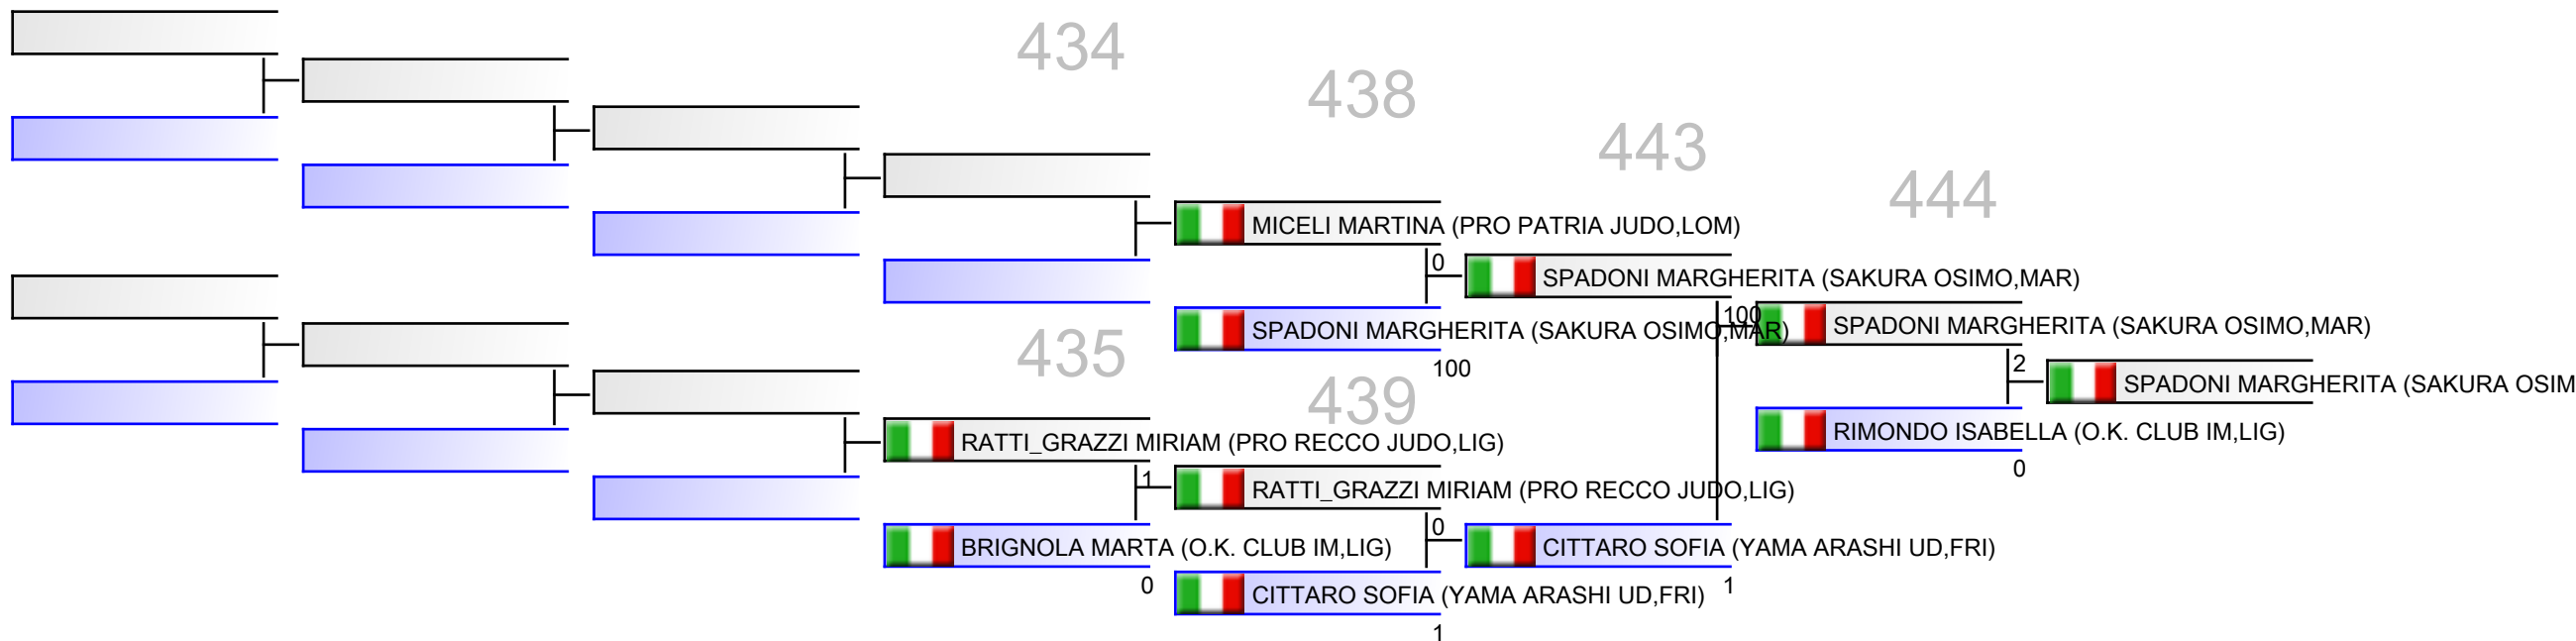 434
438
443
444
MICELI MARTINA (PRO PATRIA JUDO,LOM)
0
SPADONI MARGHERITA (SAKURA OSIMO,MAR)
100
SPADONI MARGHERITA (SAKURA OSIMO,MAR)
SPADONI MARGHERITA (SAKURA OSIMO,MAR)
435
100
2
439
SPADONI MARGHERITA (SAKURA OSIM
RATTI_GRAZZI MIRIAM (PRO RECCO JUDO,LIG)
RIMONDO ISABELLA (O.K. CLUB IM,LIG)
0
1
RATTI_GRAZZI MIRIAM (PRO RECCO JUDO,LIG)
0
BRIGNOLA MARTA (O.K. CLUB IM,LIG)
CITTARO SOFIA (YAMA ARASHI UD,FRI)
0
1
CITTARO SOFIA (YAMA ARASHI UD,FRI)
1